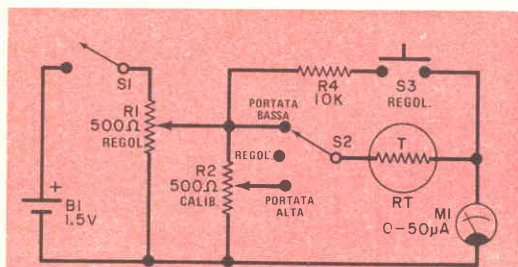 S1
R1
500Ω
REGOL
B1
1.5V
+
R4
10K
S3
REGOL.
PORTATA
BASSA
S2
REGOL'
R2
500Ω
CALIB.
PORTATA
ALTA
T
RT
M1
0-50µA